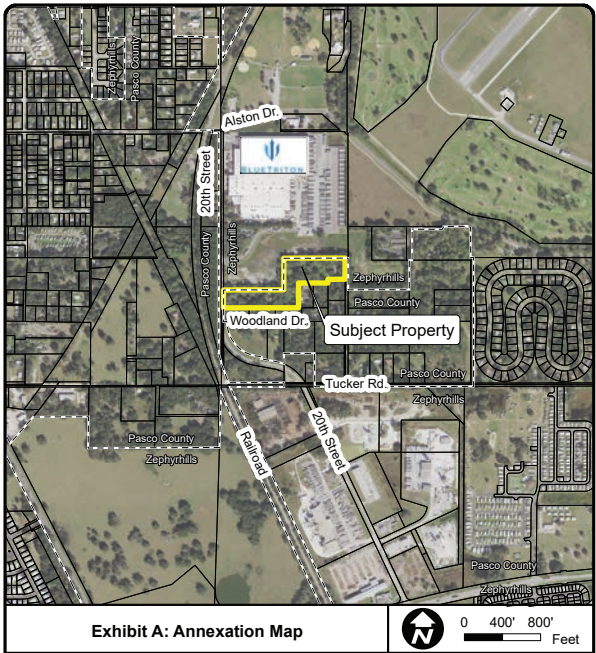 Zephyrhills
Pasco County
Alston Dr.
BLUETRITON
20th Street
Pasco County
Zephyrhills
Zephyrhills
Pasco County
Woodland Dr.
Subject Property
Pasco County
Tucker Rd.
Zephyrhills
Pasco County
Zephyrhills
Railroad
20th Street
Pasco County
Zephyrhills
Exhibit A: Annexation Map
N
0 400' 800'
Feet